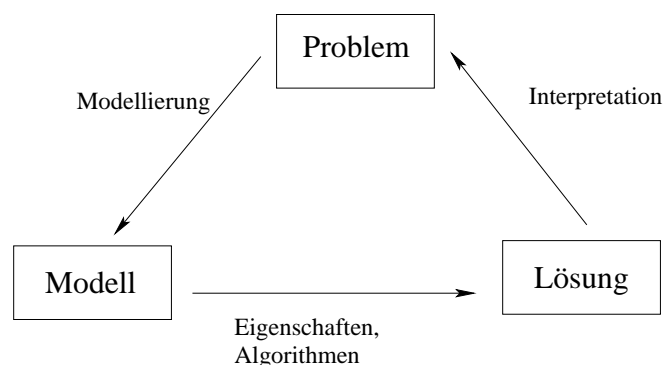 Problem
Modellierung
Interpretation
Modell
Lösung
Eigenschaften,
Algorithmen